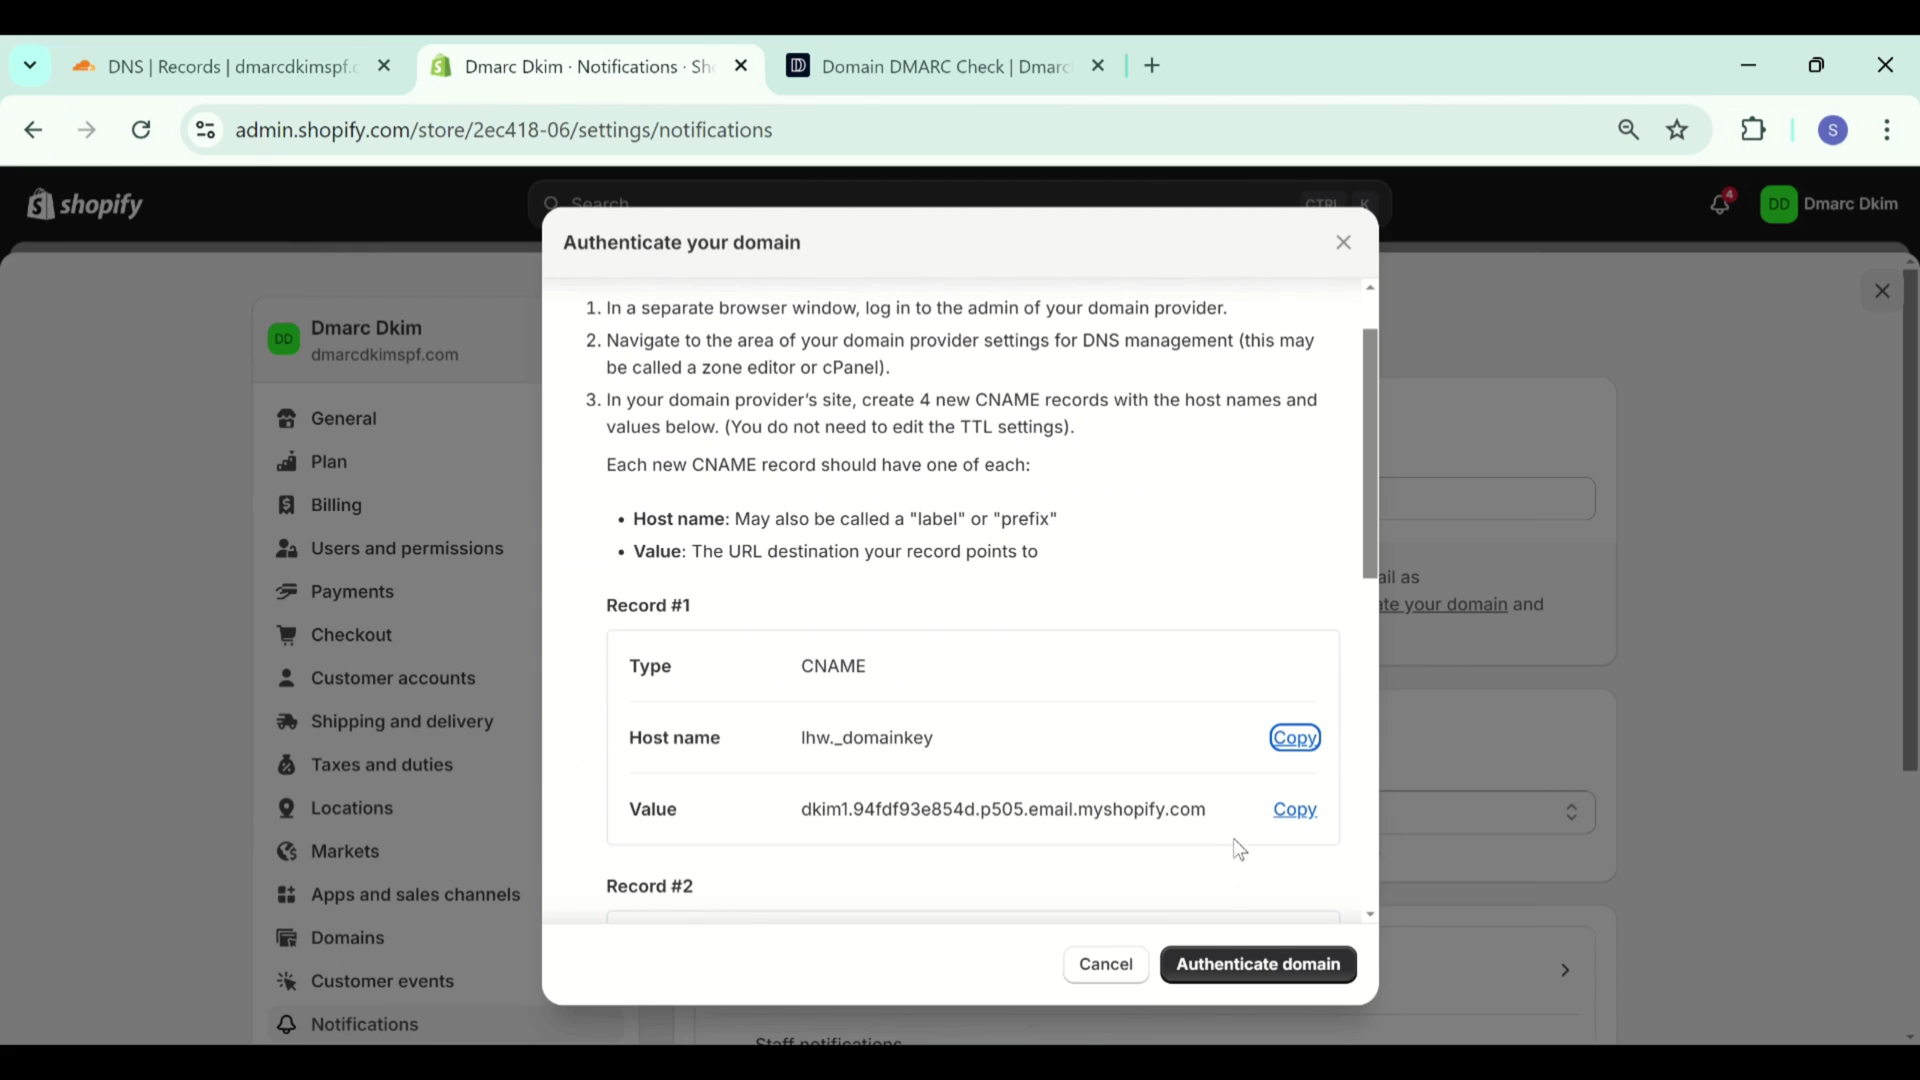 DNS | Records | dmarcdkimspf.c
Dmarc Dkim · Notifications · Sh
Domain DMARC Check | Dmarc
admin.shopify.com/store/2ec418-06/settings/notifications
S
shopify
Search
CTRL K
4
DD
Dmarc Dkim
Authenticate your domain
DD
Dmarc Dkim
dmarcdkimspf.com
General
Plan
Billing
Users and permissions
Payments
Checkout
Customer accounts
Shipping and delivery
Taxes and duties
Locations
Markets
Apps and sales channels
Domains
Customer events
Notifications
1. In a separate browser window, log in to the admin of your domain provider.
2. Navigate to the area of your domain provider settings for DNS management (this may
be called a zone editor or cPanel).
3. In your domain provider's site, create 4 new CNAME records with the host names and
values below. (You do not need to edit the TTL settings).
Each new CNAME record should have one of each:
• Host name: May also be called a "label" or "prefix"
• Value: The URL destination your record points to
Record #1
Type CNAME
Host name lhw._domainkey Copy
Value dkim1.94fdf93e854d.p505.email.myshopify.com Copy
Record #2
Cancel
Authenticate domain
ail as
ate your domain and
Staff notifications